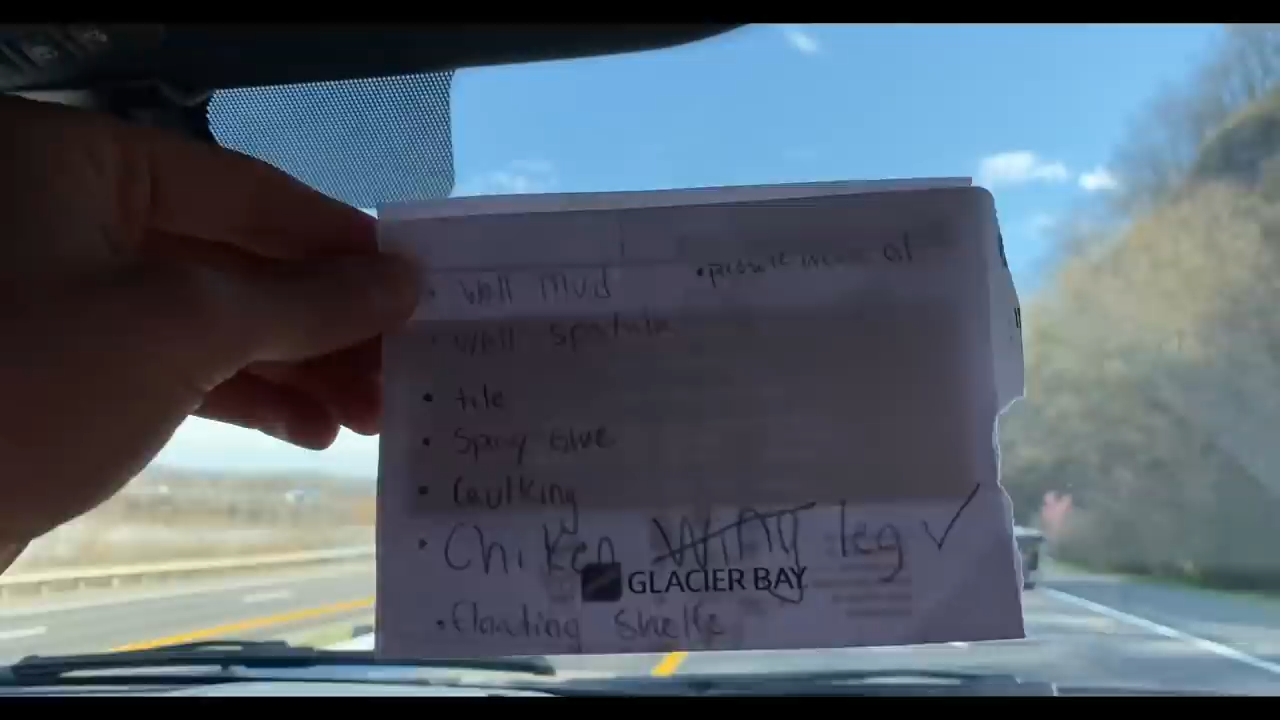 • Wall Mud
• Wall Spatula
• tile
• Spray Glue
• Caulking
• Chiken Wing leg ✓
GLACIER BAY
• Floating Shelfs